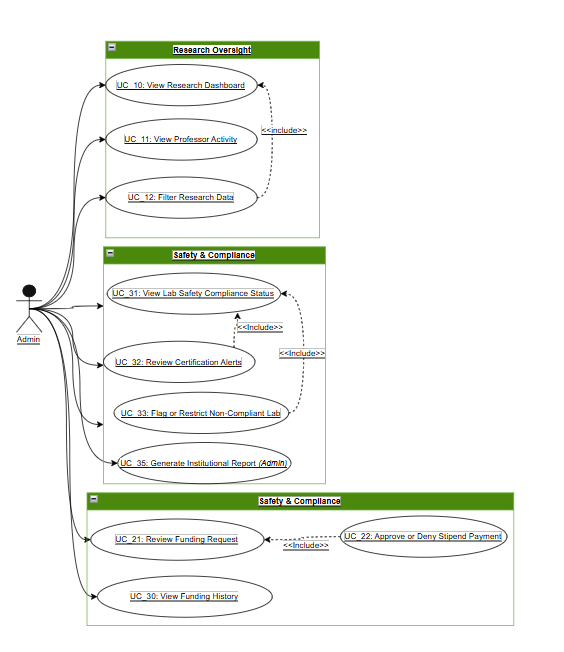 Research Oversight
UC_10: View Research Dashboard
<<include>>
UC_11: View Professor Activity
UC_12: Filter Research Data
Safety & Compliance
UC_31: View Lab Safety Compliance Status
<<Include>>
Admin
<<Include>>
UC_32: Review Certification Alerts
UC_33: Flag or Restrict Non-Compliant Lab
UC_35: Generate Institutional Report (Admin)
Safety & Compliance
UC_21: Review Funding Request
<<Include>>
UC_22: Approve or Deny Stipend Payment
UC_30: View Funding History